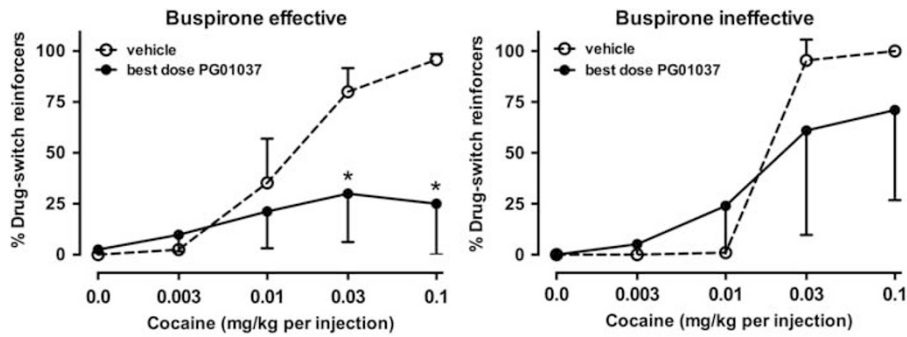 Buspirone effective
% Drug-switch reinforcers
100
75
50
25
0
vehicle
best dose PG01037
*
*
0.0 0.003 0.01 0.03 0.1
Cocaine (mg/kg per injection)
Buspirone ineffective
% Drug-switch reinforcers
100
75
50
25
0
vehicle
best dose PG01037
0.0 0.003 0.01 0.03 0.1
Cocaine (mg/kg per injection)